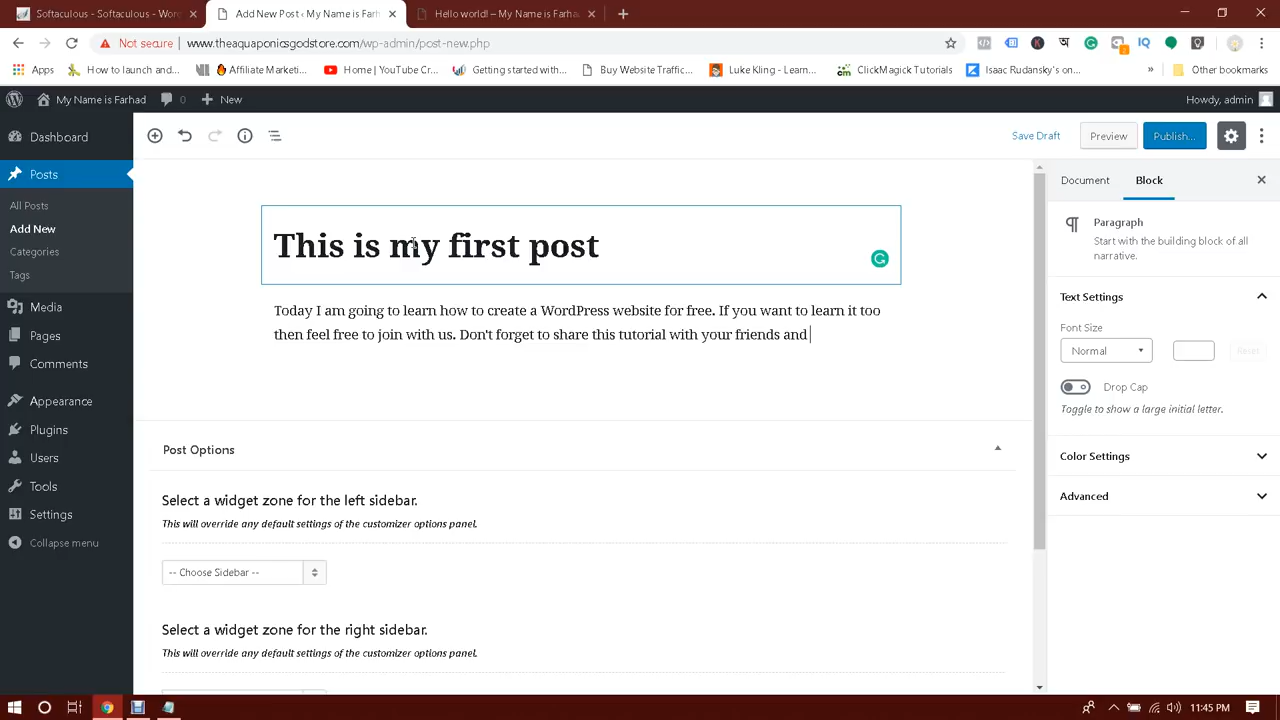 Softaculous - Softaculous - Wor
Add New Post ‹ My Name is Farh
Hello world! – My Name is Farha
Not secure
www.theaquaponicsgodstore.com/wp-admin/post-new.php
Apps
How to launch and...
Affiliate Marketi...
Home | YouTube Cr...
Getting started with...
Buy Website Traffic...
Luke Kling - Learn...
ClickMagick Tutorials
Isaac Rudansky's on...
»
Other bookmarks
My Name is Farhad
0
New
Howdy, admin
Dashboard
Save Draft
Preview
Publish...
Posts
Document
Block
All Posts
Add New
Categories
Tags
Media
Pages
Comments
Appearance
Plugins
Users
Tools
Settings
Collapse menu
This is my first post
Today I am going to learn how to create a WordPress website for free. If you want to learn it too
then feel free to join with us. Don't forget to share this tutorial with your friends and
Post Options
Select a widget zone for the left sidebar.
This will override any default settings of the customizer options panel.
-- Choose Sidebar --
Select a widget zone for the right sidebar.
This will override any default settings of the customizer options panel.
Paragraph
Start with the building block of all
narrative.
Text Settings
Font Size
Normal
Reset
Drop Cap
Toggle to show a large initial letter.
Color Settings
Advanced
11:45 PM